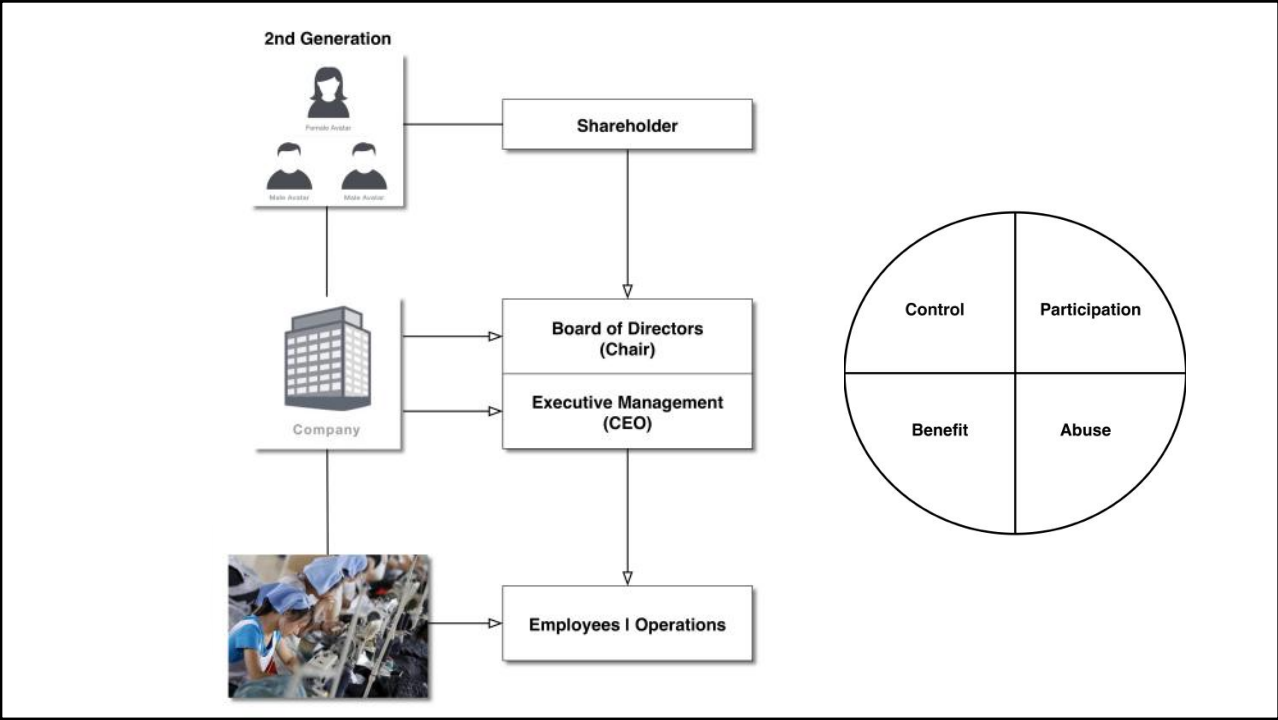 2nd Generation
Female Avatar
Male Avatar
Male Avatar
Shareholder
Company
Board of Directors
(Chair)
Executive Management
(CEO)
Employees | Operations
Control
Participation
Benefit
Abuse